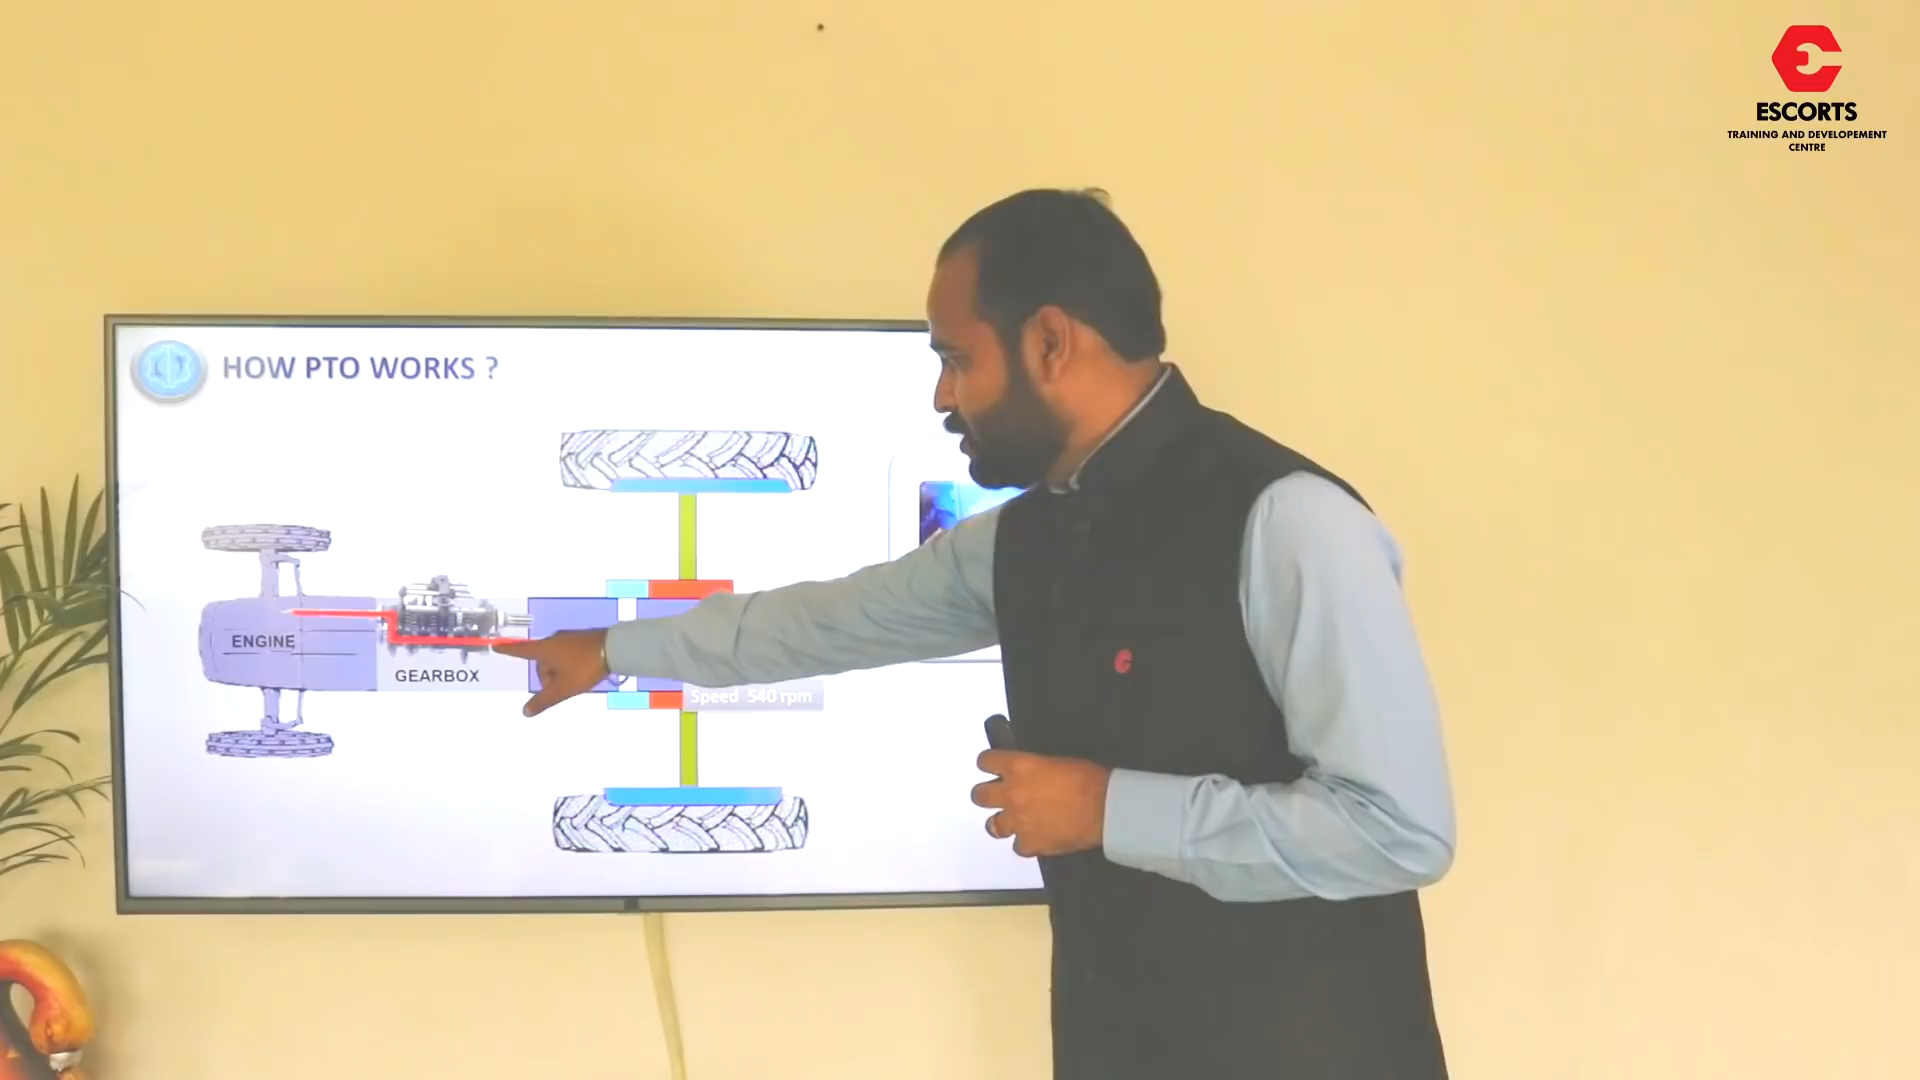 ESCORTS
TRAINING AND DEVELOPEMENT
CENTRE
HOW PTO WORKS ?
ENGINE
GEARBOX
Speed 540 rpm